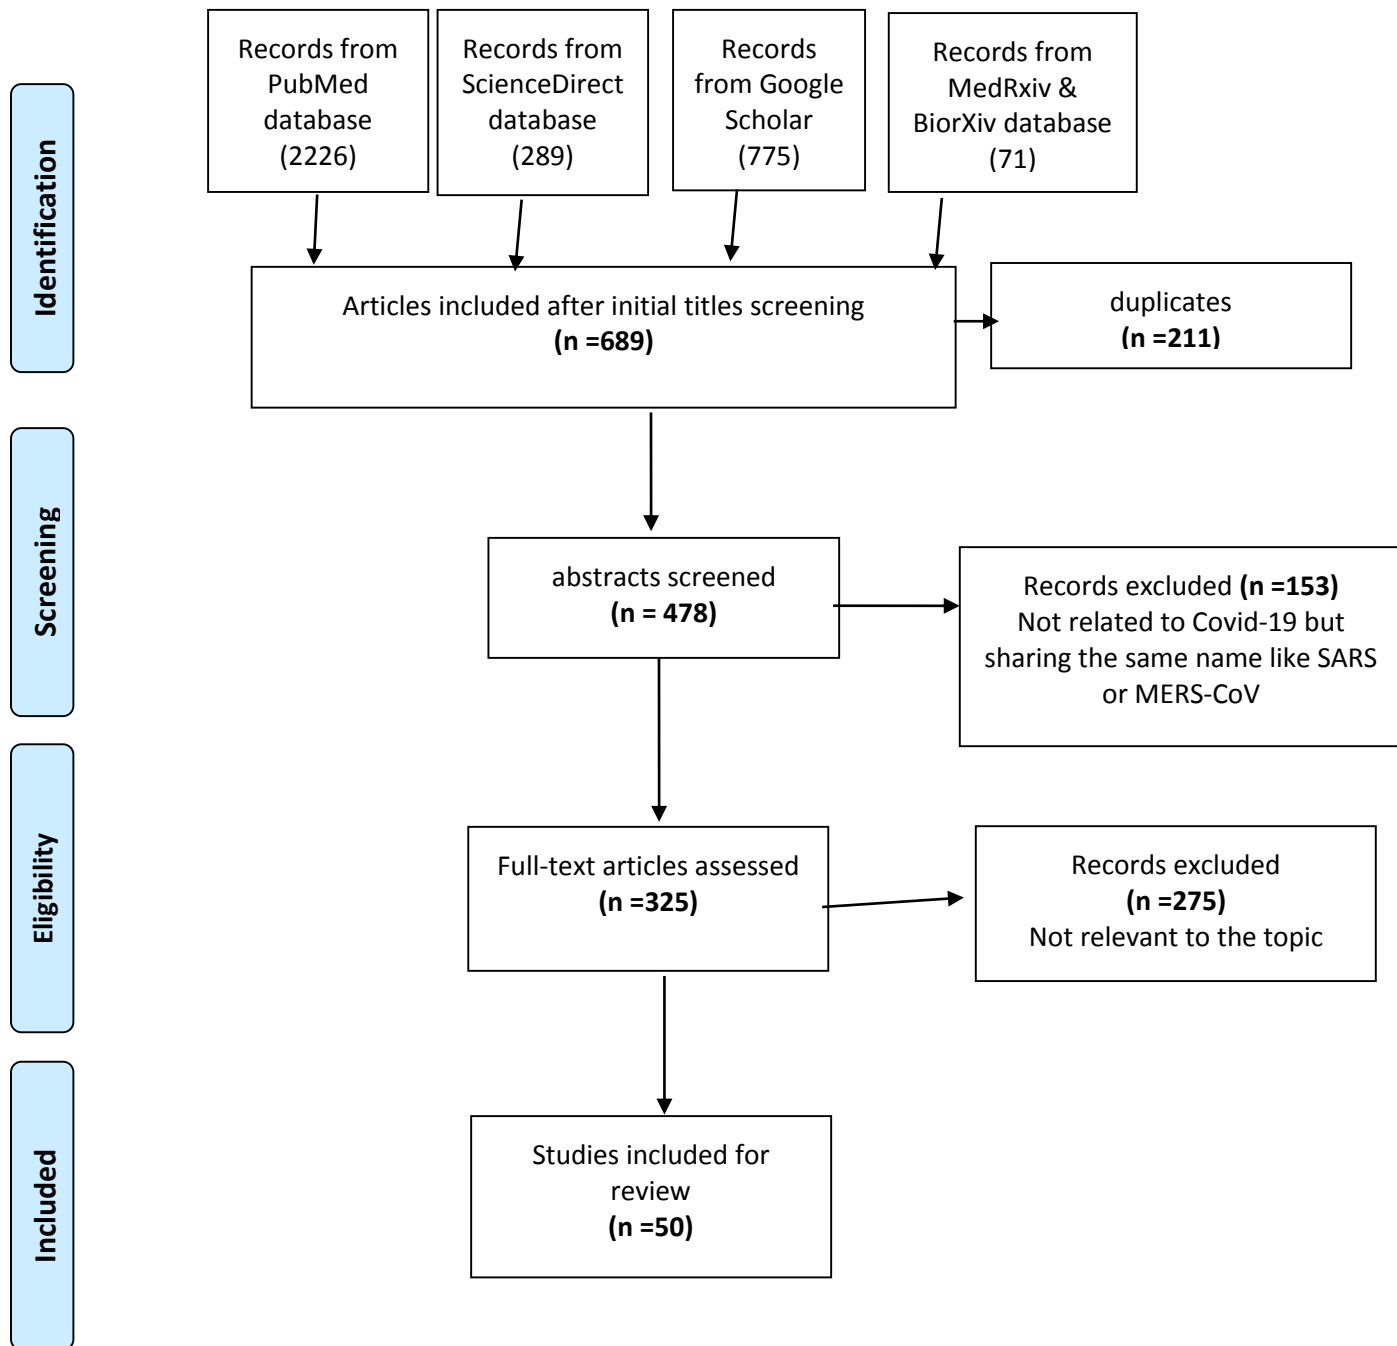 Identification
Records from
PubMed
database
(2226)
Records from
ScienceDirect
database
(289)
Records
from Google
Scholar
(775)
Records from
MedRxiv &
BiorXiv database
(71)
Articles included after initial titles screening
(n =689)
duplicates
(n =211)
Screening
abstracts screened
(n = 478)
Records excluded (n =153)
Not related to Covid-19 but
sharing the same name like SARS
or MERS-CoV
Eligibility
Full-text articles assessed
(n =325)
Records excluded
(n =275)
Not relevant to the topic
Included
Studies included for
review
(n =50)